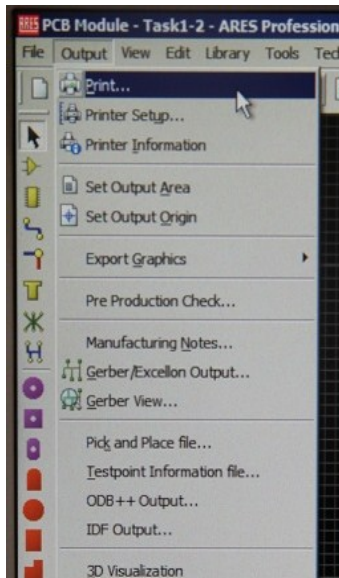 ARES PCB Module - Task1-2 - ARES Profession
File Output View Edit Library Tools Tec
Print...
Printer Setup...
Printer Information
Set Output Area
Set Output Origin
Export Graphics
Pre Production Check...
Manufacturing Notes...
Gerber/Excellon Output...
Gerber View...
Pick and Place file...
Testpoint Information file...
ODB++ Output...
IDF Output...
3D Visualization